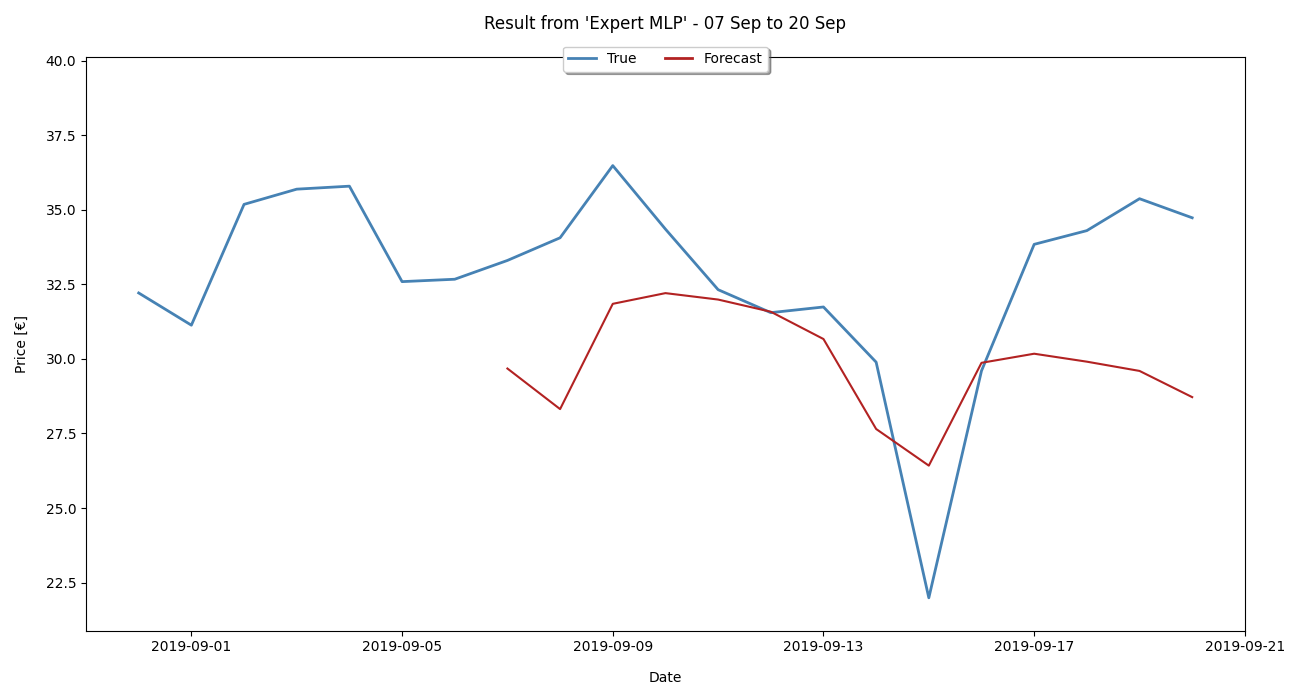 Result from 'Expert MLP' - 07 Sep to 20 Sep
True Forecast
40.0
37.5
35.0
32.5
30.0
27.5
25.0
22.5
Price [€]
2019-09-01 2019-09-05 2019-09-09 2019-09-13 2019-09-17 2019-09-21
Date